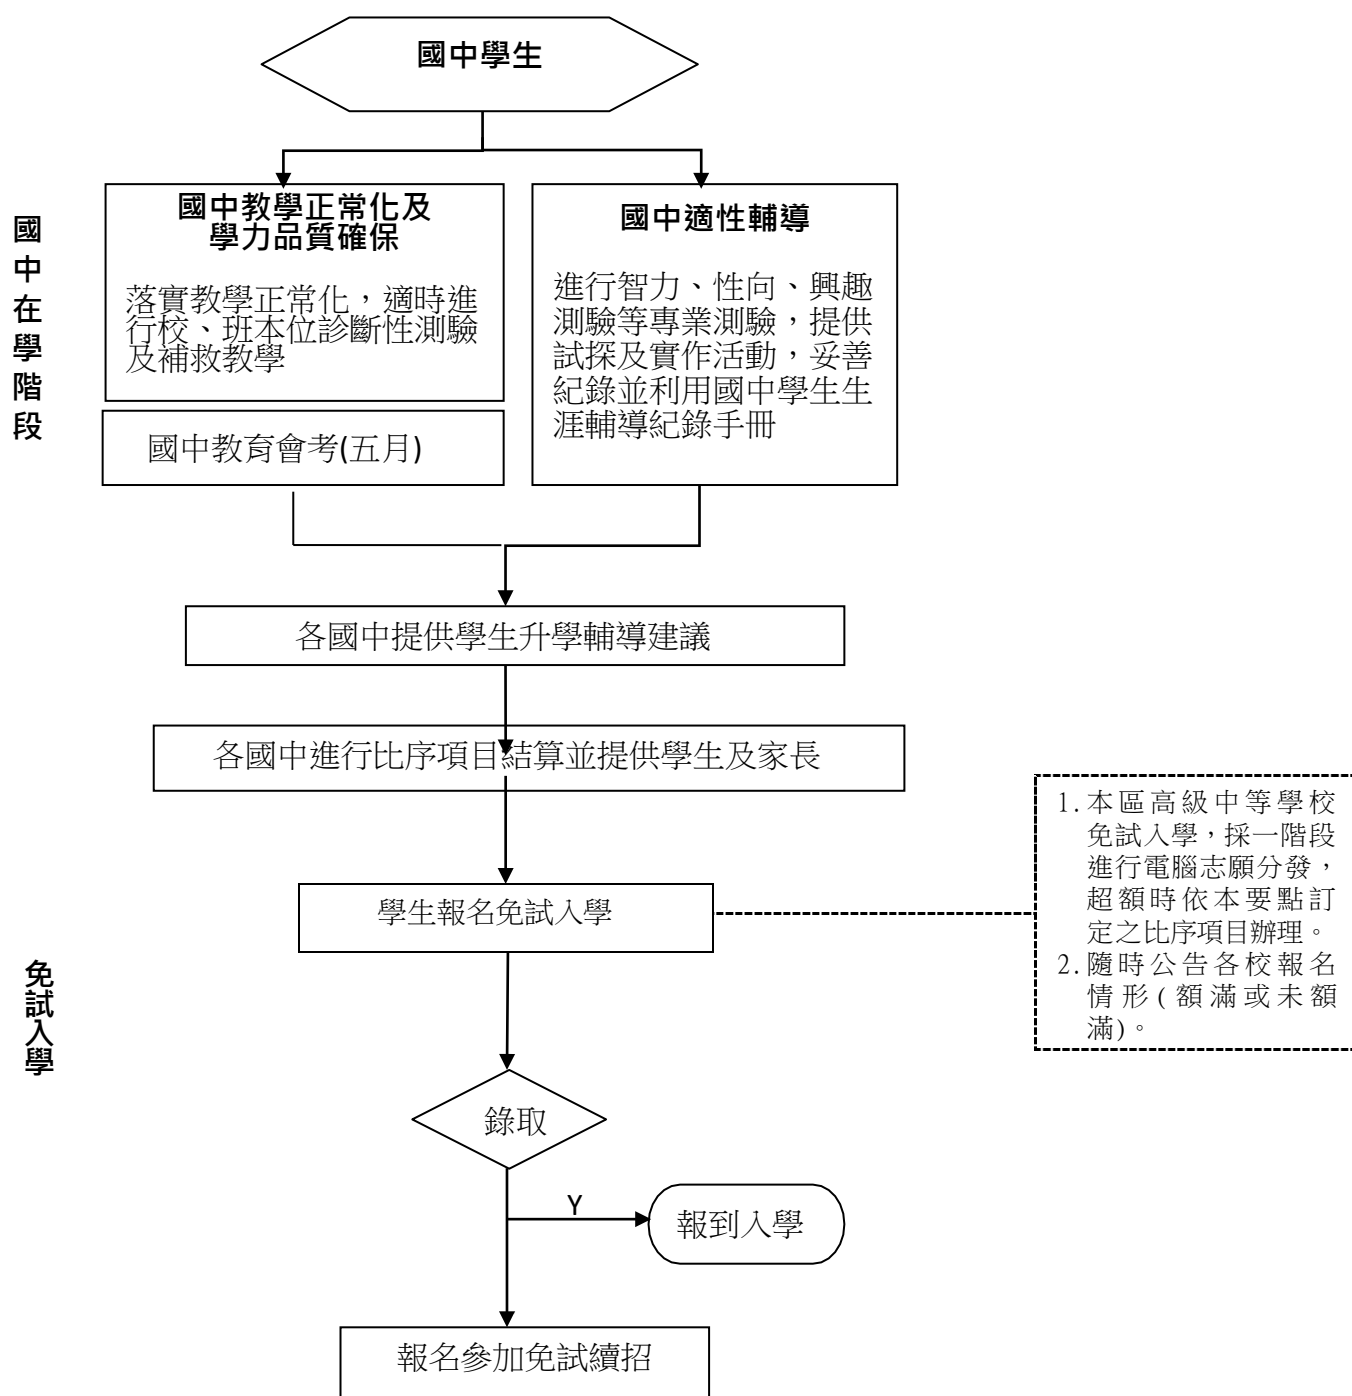 國中學生
國中在學階段
國中教學正常化及
學力品質確保
落實教學正常化，適時進
行校、班本位診斷性測驗
及補救教學
國中教育會考(五月)
國中適性輔導
進行智力、性向、興趣
測驗等專業測驗，提供
試探及實作活動，妥善
紀錄並利用國中學生生
涯輔導紀錄手冊
各國中提供學生升學輔導建議
各國中進行比序項目結算並提供學生及家長
免試入學
學生報名免試入學
1.本區高級中等學校
免試入學，採一階段
進行電腦志願分發，
超額時依本要點訂
定之比序項目辦理。
2.隨時公告各校報名
情形(額滿或未額
滿)。
錄取
Y
報到入學
報名參加免試續招